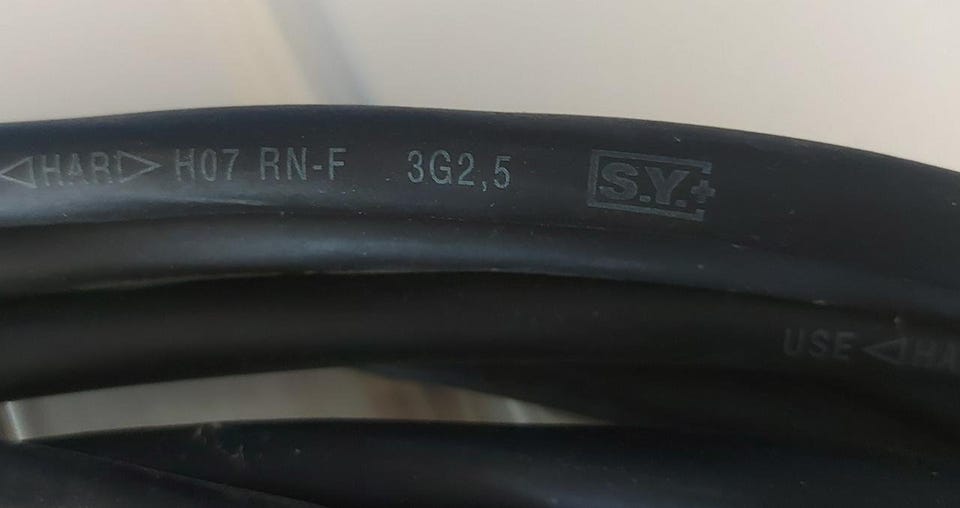 ◁HAR▷ H07 RN-F 3G2,5 S.Y.+
USE ◁HA